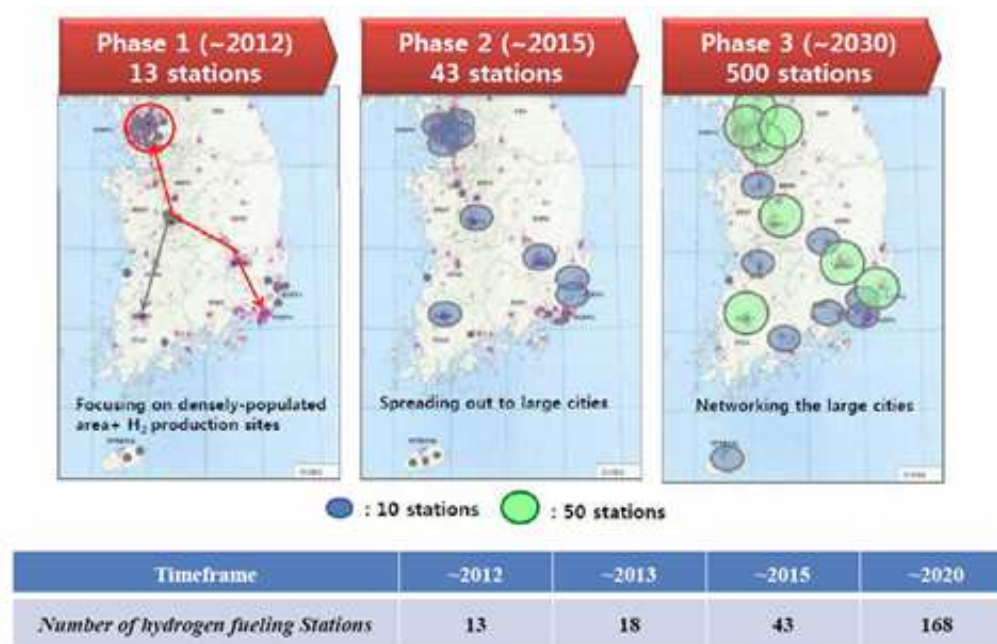 Phase 1 (~2012)
13 stations
Phase 2 (~2015)
43 stations
Phase 3 (~2030)
500 stations
Focusing on densely-populated
area+ H₂ production sites
Spreading out to large cities
Networking the large cities
: 10 stations : 50 stations
Timeframe ~2012 ~2013 ~2015 ~2020
Number of hydrogen fueling Stations 13 18 43 168